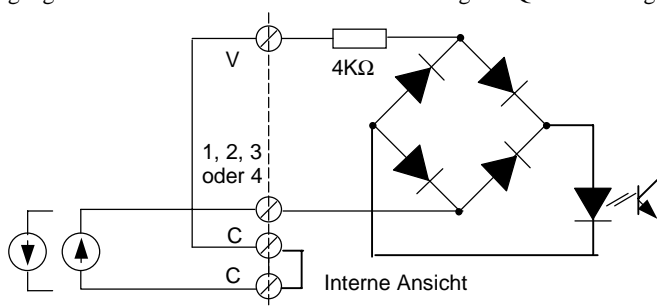 V
4KΩ
1, 2, 3
oder 4
C
C
Interne Ansicht